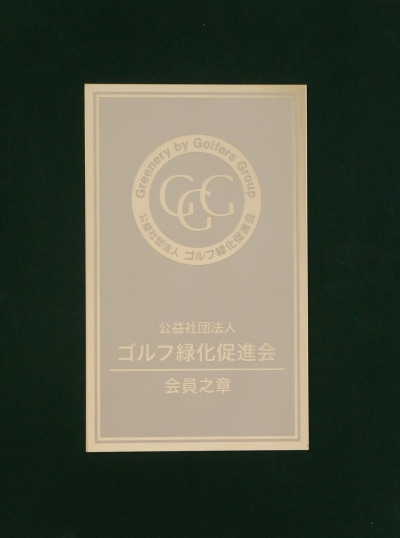 Greenery by Golfers Group
GGG
公益社団法人 ゴルフ緑化促進会
公益社団法人
ゴルフ緑化促進会
会員之章